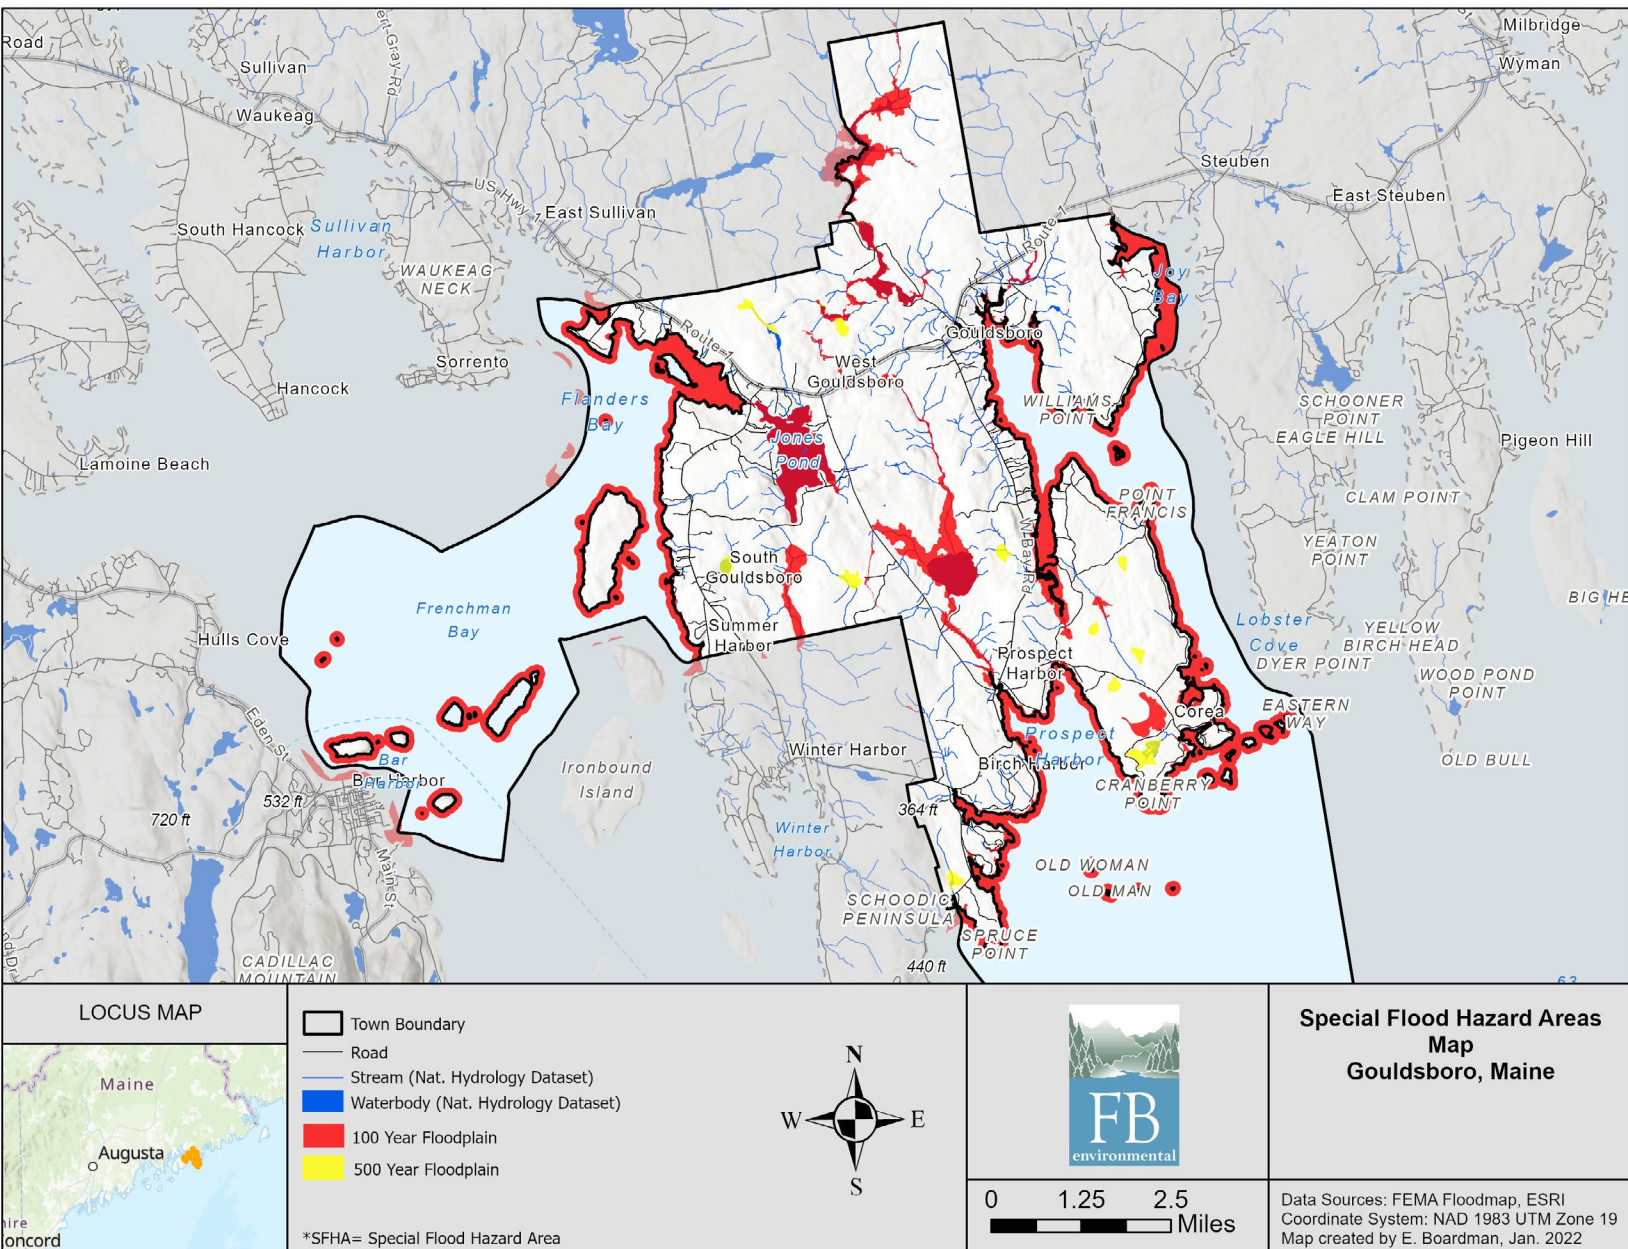 Milbridge
Road
Wyman
Sullivan
ert Gray Rd
Waukeag
Steuben
US Hwy 1
East Sullivan
East Steuben
South Hancock
Sullivan
Harbor
Route 1
WAUKEAG
NECK
Joy
Bay
Gouldsboro
Route 1
Sorrento
West
Gouldsboro
Hancock
Flanders
Bay
WILLIAMS
POINT
SCHOONER
POINT
EAGLE HILL
Pigeon Hill
Jones
Pond
Lamoine Beach
POINT
FRANCIS
CLAM POINT
W Bay Rd
YEATON
POINT
South
Gouldsboro
BIG HE
Frenchman
Bay
Hulls Cove
Summer
Harbor
Lobster
Cove
YELLOW
BIRCH HEAD
DYER POINT
Prospect
Harbor
WOOD POND
POINT
Eden St
Corea
EASTERN
WAY
Prospect
Harbor
Winter Harbor
Birch Harbor
OLD BULL
Bar
Harbor
Bar Harbor
Ironbound
Island
CRANBERRY
POINT
532 ft
720 ft
364 ft
Winter
Harbor
Main St
OLD WOMAN
OLD MAN
SCHOODIC
PENINSULA
SPRUCE
POINT
CADILLAC
MOUNTAIN
440 ft
63
LOCUS MAP
Maine
Augusta
oncord
Town Boundary
Road
Stream (Nat. Hydrology Dataset)
Waterbody (Nat. Hydrology Dataset)
100 Year Floodplain
500 Year Floodplain
*SFHA= Special Flood Hazard Area
N
W E
S
FB
environmental
0 1.25 2.5
Miles
Special Flood Hazard Areas
Map
Gouldsboro, Maine
Data Sources: FEMA Floodmap, ESRI
Coordinate System: NAD 1983 UTM Zone 19
Map created by E. Boardman, Jan. 2022